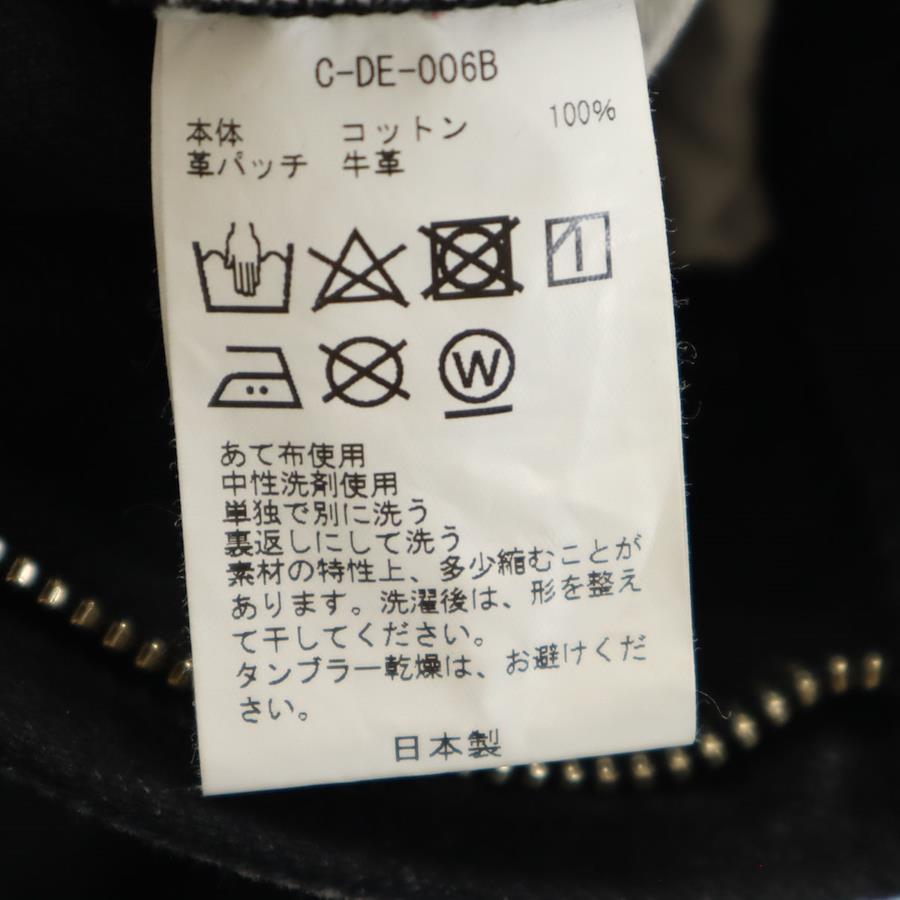 C-DE-006B
本体 コットン 100%
革パッチ 牛革
W
あて布使用
中性洗剤使用
単独で別に洗う
裏返しにして洗う
素材の特性上、多少縮むことが
あります。洗濯後は、形を整え
て干してください。
タンブラー乾燥は、お避けくだ
さい。
日本製